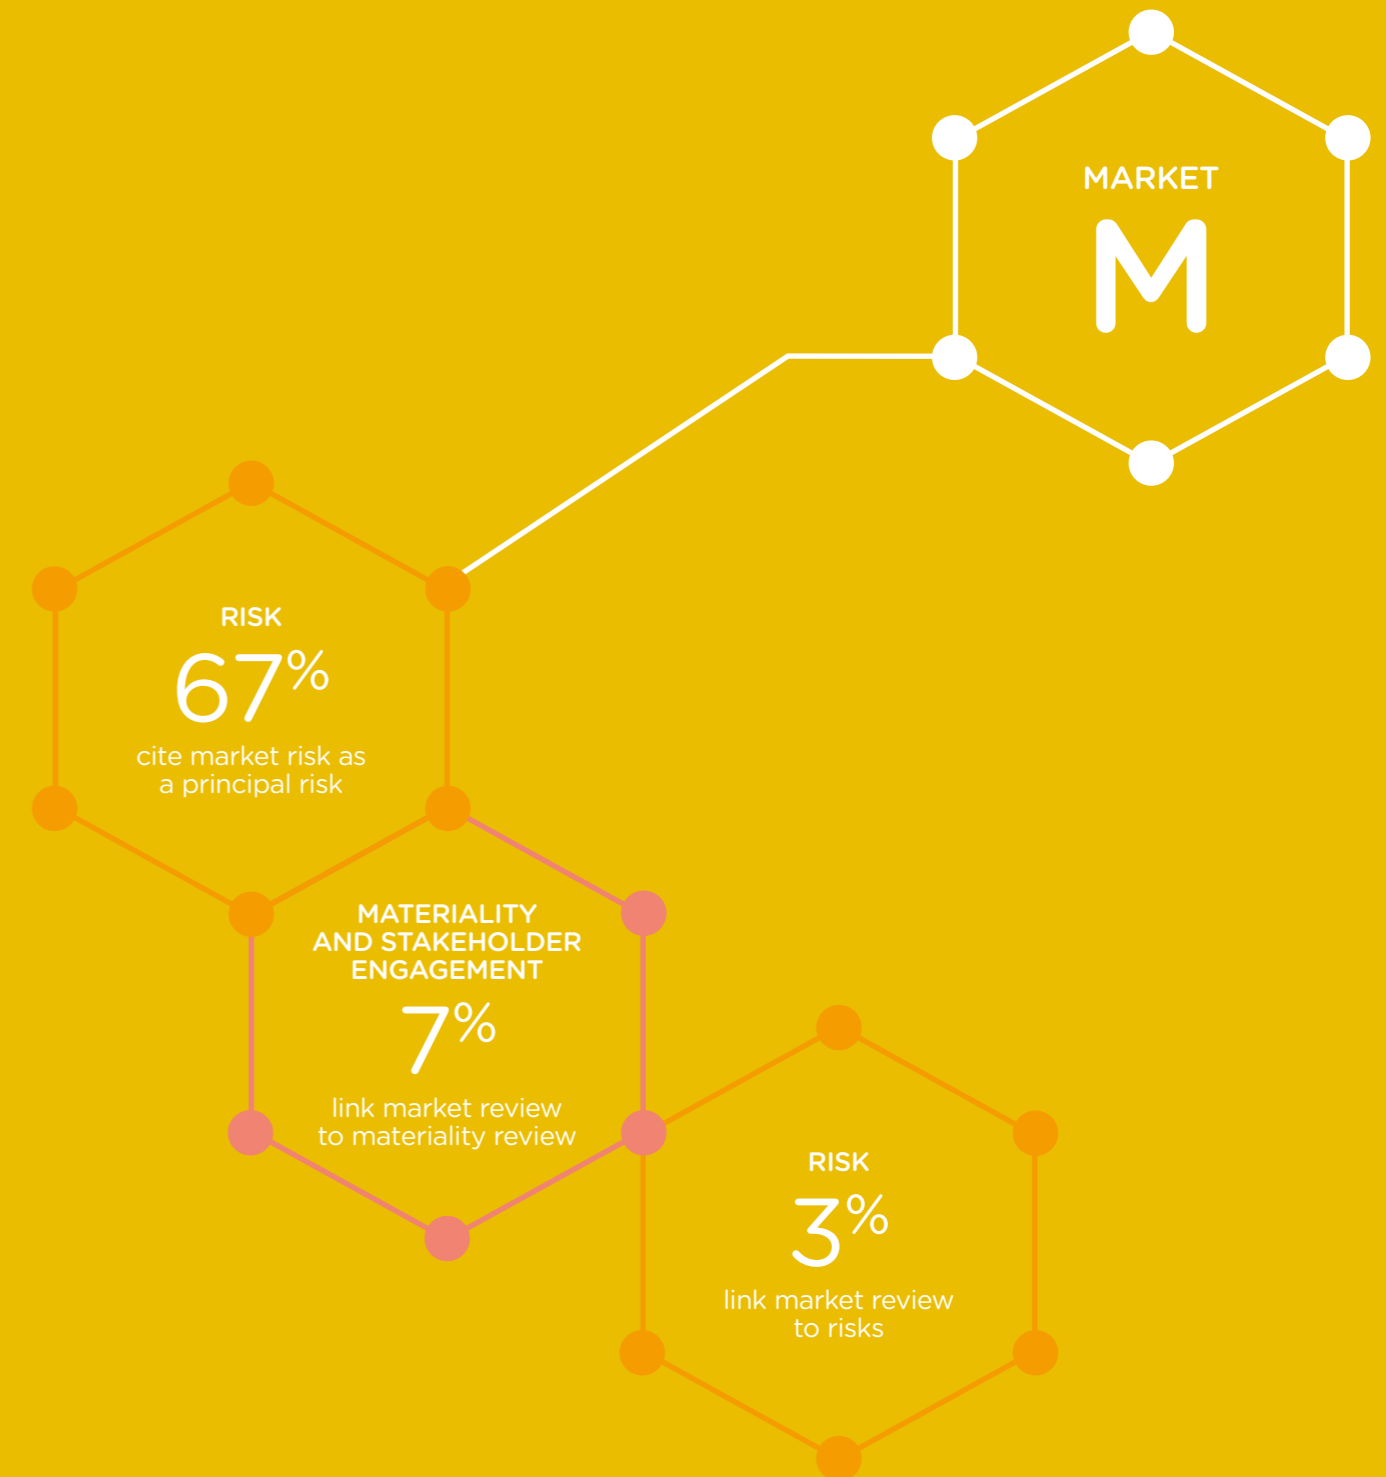 MARKET
M
RISK
67%
cite market risk as
a principal risk
MATERIALITY
AND STAKEHOLDER
ENGAGEMENT
7%
link market review
to materiality review
RISK
3%
link market review
to risks